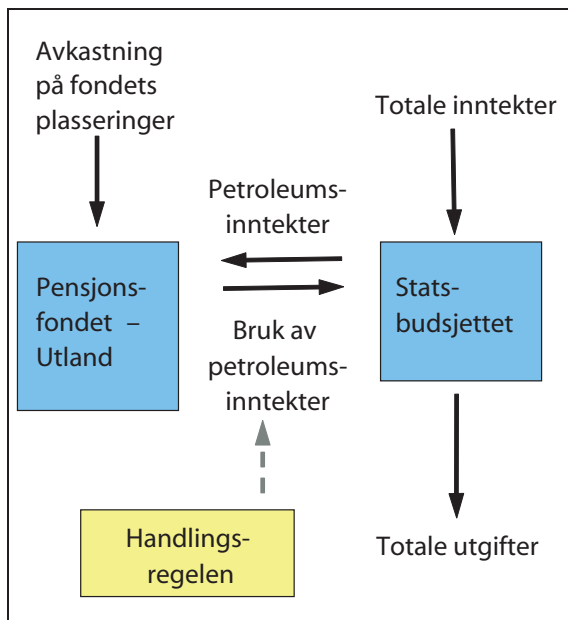 Avkastning
på fondets
plasseringer
Totale inntekter
Petroleums-
inntekter
Pensjons-
fondet –
Utland
Stats-
budsjettet
Bruk av
petroleums-
inntekter
Handlings-
regelen
Totale utgifter